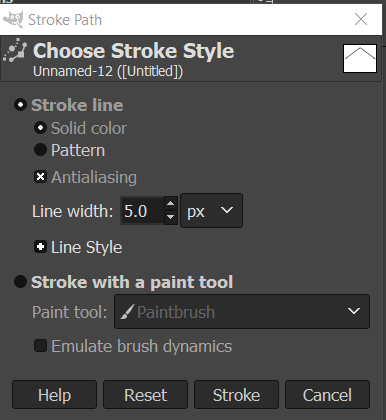 Stroke Path
Choose Stroke Style
Unnamed-12 ([Untitled])
Stroke line
Solid color
Pattern
Antialiasing
Line width: 5.0 px
Line Style
Stroke with a paint tool
Paint tool: Paintbrush
Emulate brush dynamics
Help Reset Stroke Cancel